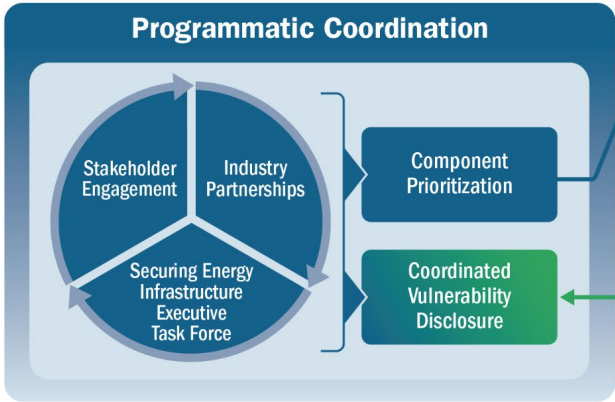 Programmatic Coordination
Stakeholder
Engagement
Industry
Partnerships
Securing Energy
Infrastructure
Executive
Task Force
Component
Prioritization
Coordinated
Vulnerability
Disclosure